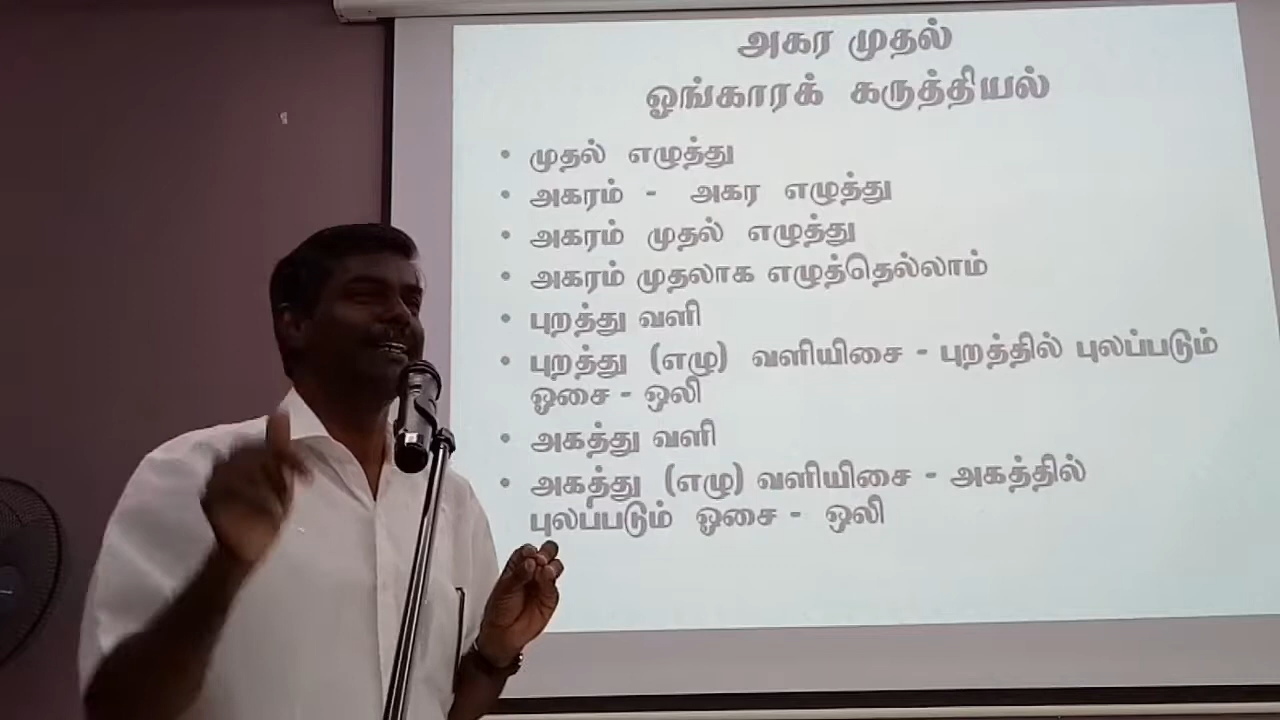 அகர முதல்
ஓங்காரக் கருத்தியல்
• முதல் எழுத்து
• அகரம் - அகர எழுத்து
• அகரம் முதல் எழுத்து
• அகரம் முதலாக எழுத்தெல்லாம்
• புறத்து வளி
• புறத்து (எழு) வளியிசை - புறத்தில் புலப்படும்
ஓசை - ஒலி
• அகத்து வளி
• அகத்து (எழு) வளியிசை - அகத்தில்
புலப்படும் ஓசை - ஒலி